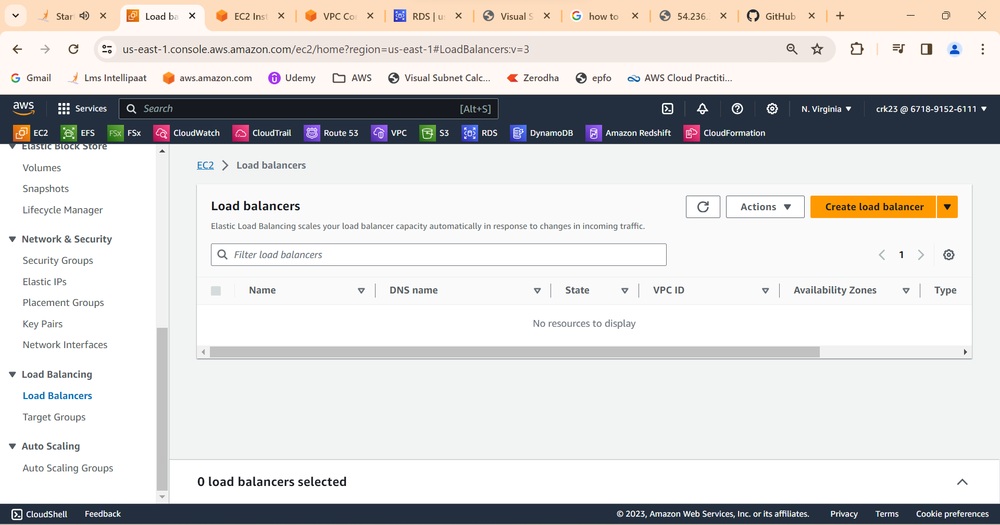 Star
Load ba
EC2 Inst
VPC Co
RDS | u
Visual S
how to
54.236.
GitHub
us-east-1.console.aws.amazon.com/ec2/home?region=us-east-1#LoadBalancers:v=3
Gmail
Lms Intellipaat
aws.amazon.com
Udemy
AWS
Visual Subnet Calc...
Zerodha
epfo
AWS Cloud Practiti...
aws
Services
Search
[Alt+S]
N. Virginia
crk23 @ 6718-9152-6111
EC2
EFS
FSx
FSx
CloudWatch
CloudTrail
53
Route 53
VPC
S3
RDS
DynamoDB
Amazon Redshift
CloudFormation
Elastic Block Store
Volumes
Snapshots
Lifecycle Manager
Network & Security
Security Groups
Elastic IPs
Placement Groups
Key Pairs
Network Interfaces
Load Balancing
Load Balancers
Target Groups
Auto Scaling
Auto Scaling Groups
EC2
Load balancers
Load balancers
Actions
Create load balancer
Elastic Load Balancing scales your load balancer capacity automatically in response to changes in incoming traffic.
Filter load balancers
1
Name
DNS name
State
VPC ID
Availability Zones
Type
No resources to display
0 load balancers selected
CloudShell
Feedback
© 2023, Amazon Web Services, Inc. or its affiliates.
Privacy
Terms
Cookie preferences